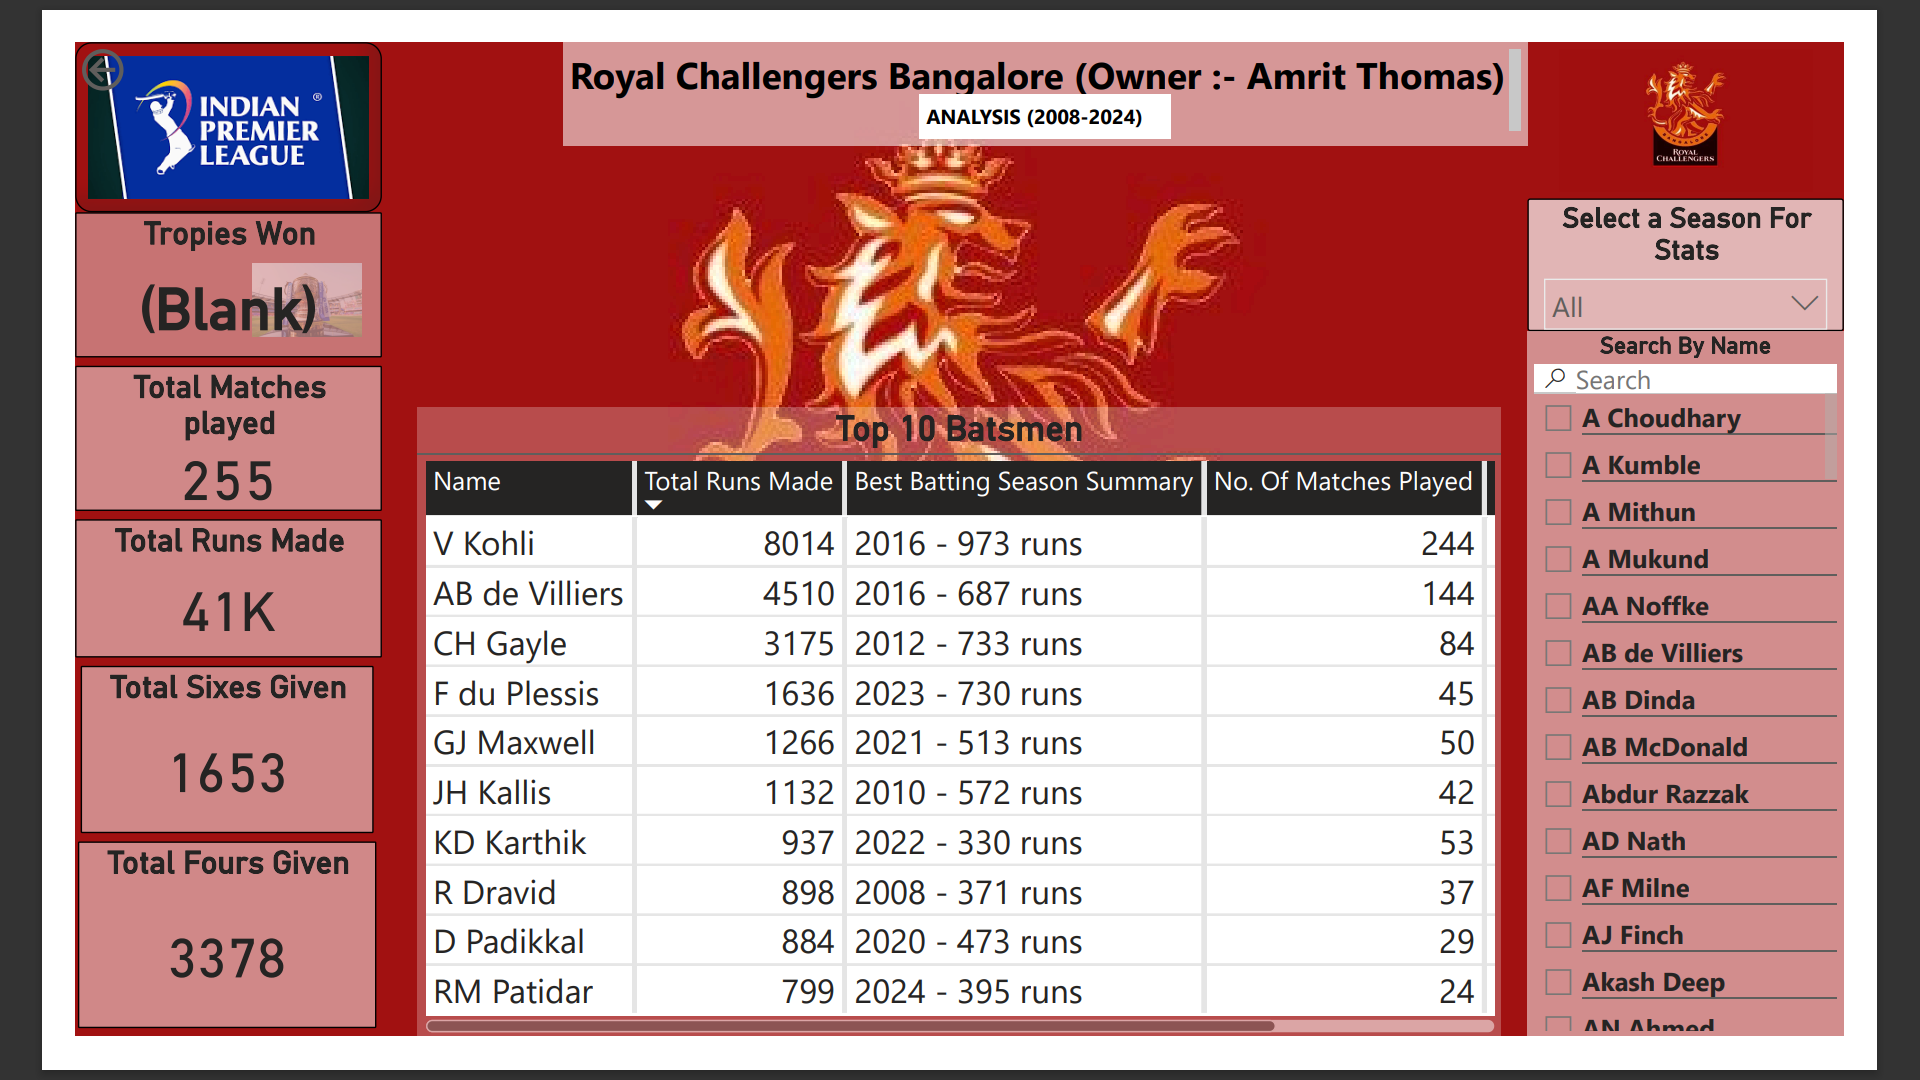 INDIAN ®
PREMIER
LEAGUE
Royal Challengers Bangalore (Owner :- Amrit Thomas)
ANALYSIS (2008-2024)
ROYAL
CHALLENGERS
Tropies Won
(Blank)
Total Matches
played
255
Total Runs Made
41K
Total Sixes Given
1653
Total Fours Given
3378
Top 10 Batsmen
Name Total Runs Made Best Batting Season Summary No. Of Matches Played
V Kohli 8014 2016 - 973 runs 244
AB de Villiers 4510 2016 - 687 runs 144
CH Gayle 3175 2012 - 733 runs 84
F du Plessis 1636 2023 - 730 runs 45
GJ Maxwell 1266 2021 - 513 runs 50
JH Kallis 1132 2010 - 572 runs 42
KD Karthik 937 2022 - 330 runs 53
R Dravid 898 2008 - 371 runs 37
D Padikkal 884 2020 - 473 runs 29
RM Patidar 799 2024 - 395 runs 24
Select a Season For
Stats
All
Search By Name
Search
A Choudhary
A Kumble
A Mithun
A Mukund
AA Noffke
AB de Villiers
AB Dinda
AB McDonald
Abdur Razzak
AD Nath
AF Milne
AJ Finch
Akash Deep
AN Ahmed